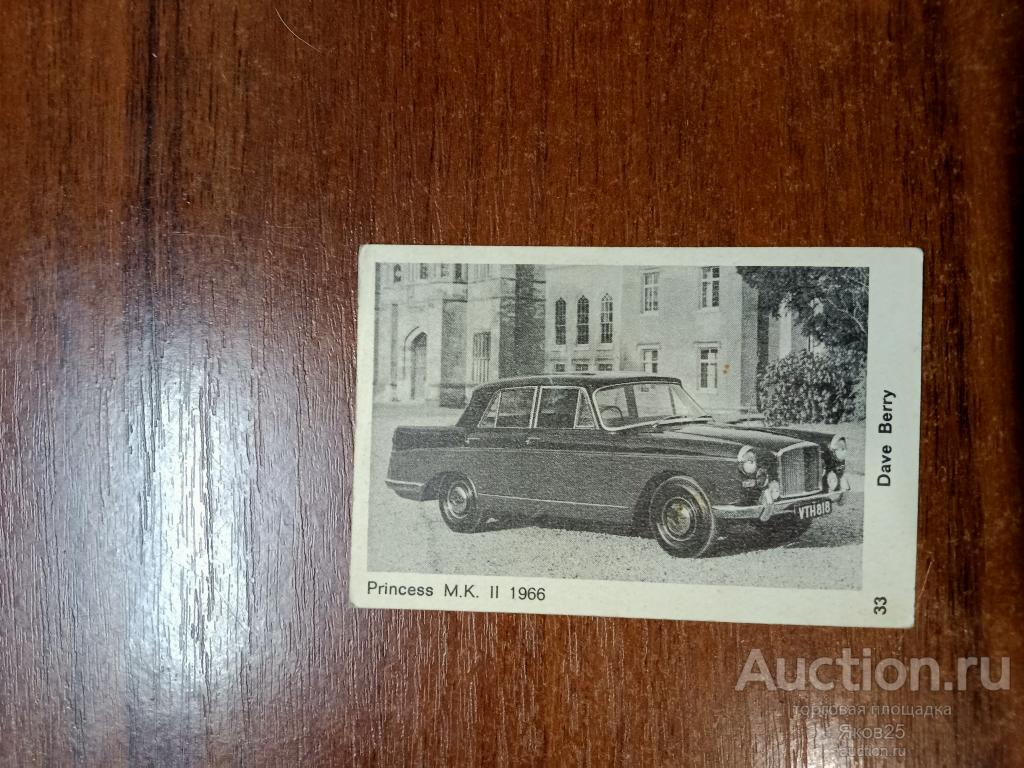 VTH818
Princess M.K. II 1966
Dave Berry
33
Auction.ru
торговая площадка
Яков25
auction.ru